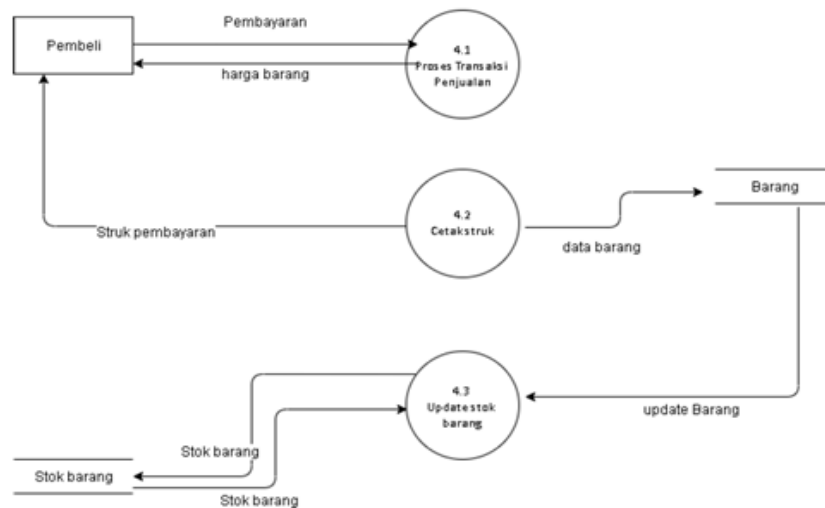 Pembayaran
Pembeli
harga barang
4.1
Proses Transaksi
Penjualan
Barang
4.2
Cetak struk
Struk pembayaran
data barang
4.3
Update stok
barang
update Barang
Stok barang
Stok barang
Stok barang